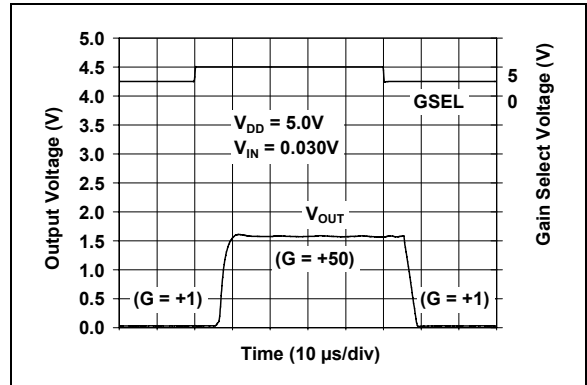 5.0
4.5
4.0
3.5
3.0
2.5
2.0
1.5
1.0
0.5
0.0
Output Voltage (V)
5
0
Gain Select Voltage (V)
GSEL
V_DD = 5.0V
V_IN = 0.030V
V_OUT
(G = +50)
(G = +1)
(G = +1)
Time (10 µs/div)